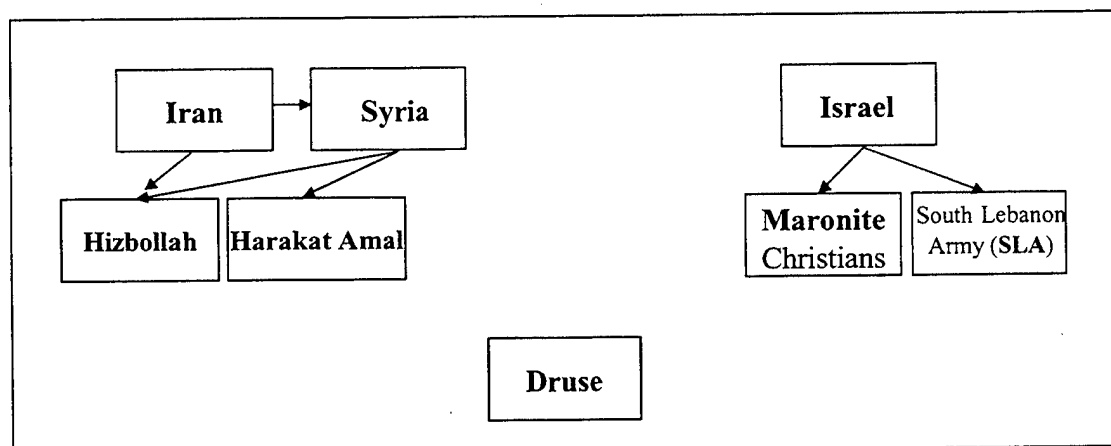 Iran
Syria
Israel
Hizbollah
Harakat Amal
Maronite
Christians
South Lebanon
Army (SLA)
Druse